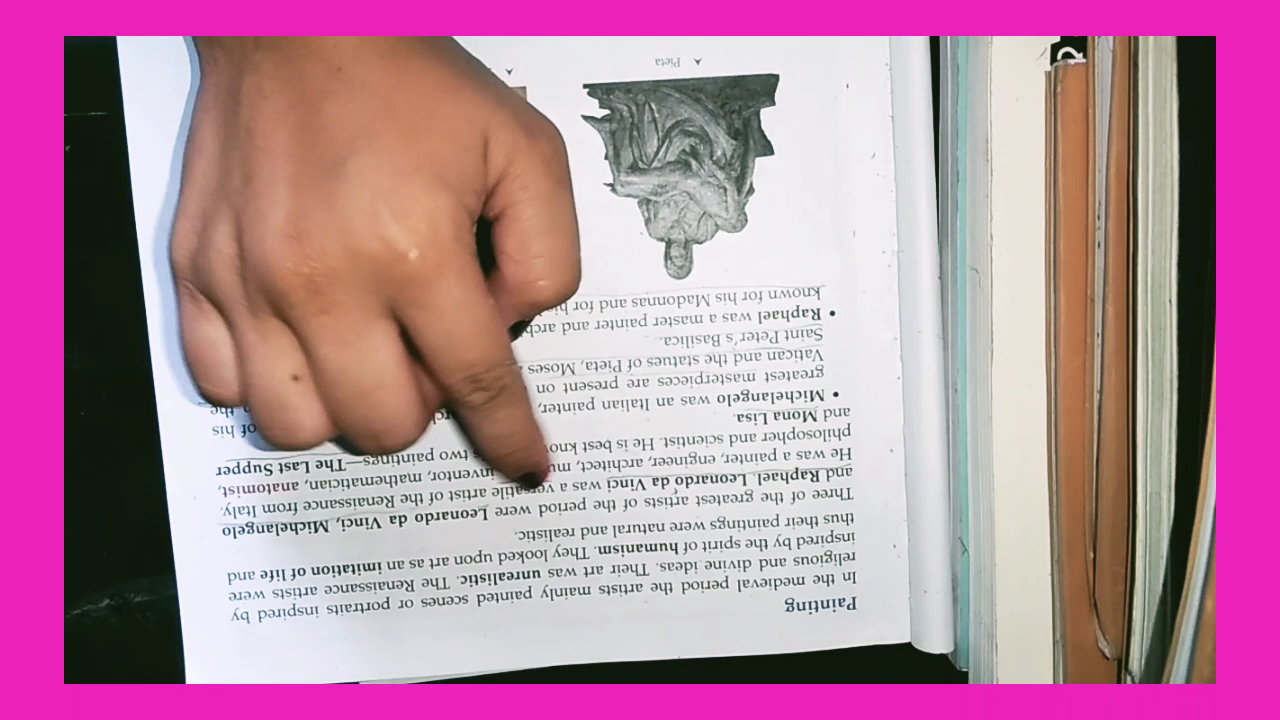 Painting
In the medieval period the artists mainly painted scenes or portraits inspired by
religious and divine ideas. Their art was unrealistic. The Renaissance artists were
inspired by the spirit of humanism. They looked upon art as an imitation of life and
thus their paintings were natural and realistic.
Three of the greatest artists of the period were Leonardo da Vinci, Michelangelo
and Raphael. Leonardo da Vinci was a versatile artist of the Renaissance from Italy.
He was a painter, engineer, architect, inventor, mathematician, anatomist,
philosopher and scientist. He is best two paintings—The Last Supper
and Mona Lisa.
• Michelangelo was an Italian painter, of his
greatest masterpieces are present on the
Vatican and the statues of Pieta, Moses
Saint Peter's Basilica.
• Raphael was a master painter and
known for his Madonnas and for his
Pieta